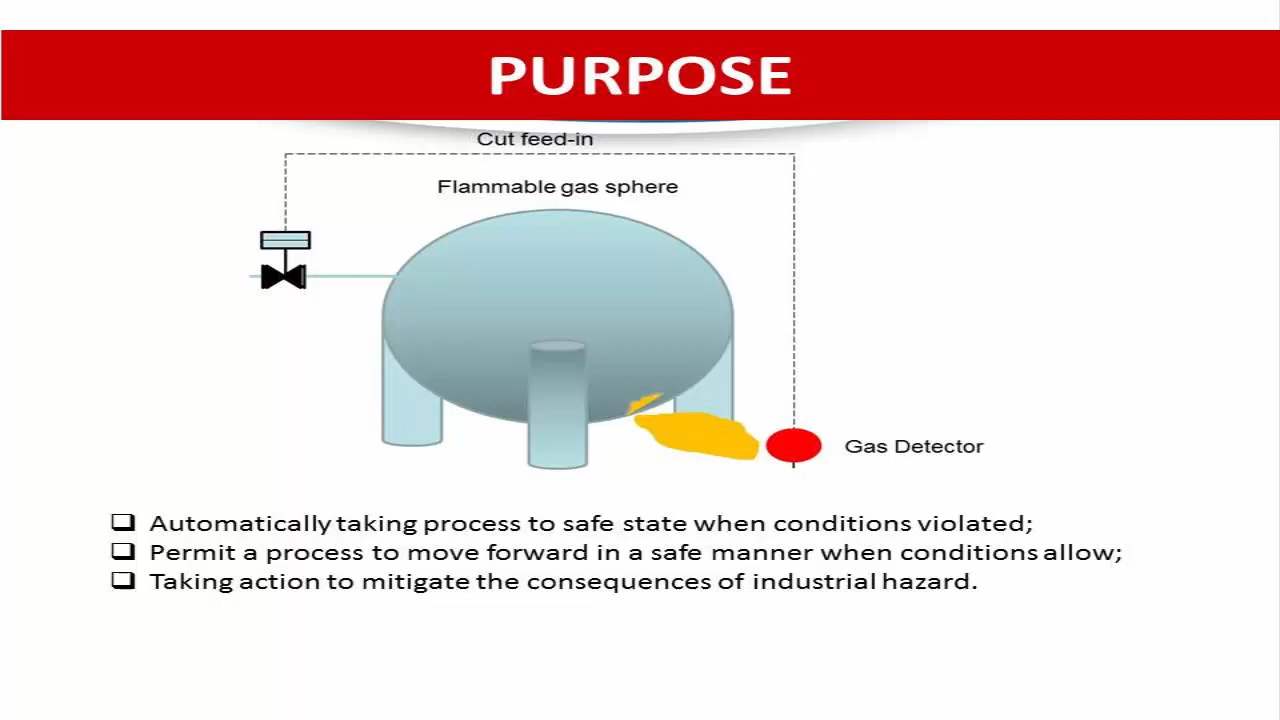 PURPOSE
Cut feed-in
Flammable gas sphere
Gas Detector
Automatically taking process to safe state when conditions violated;
Permit a process to move forward in a safe manner when conditions allow;
Taking action to mitigate the consequences of industrial hazard.